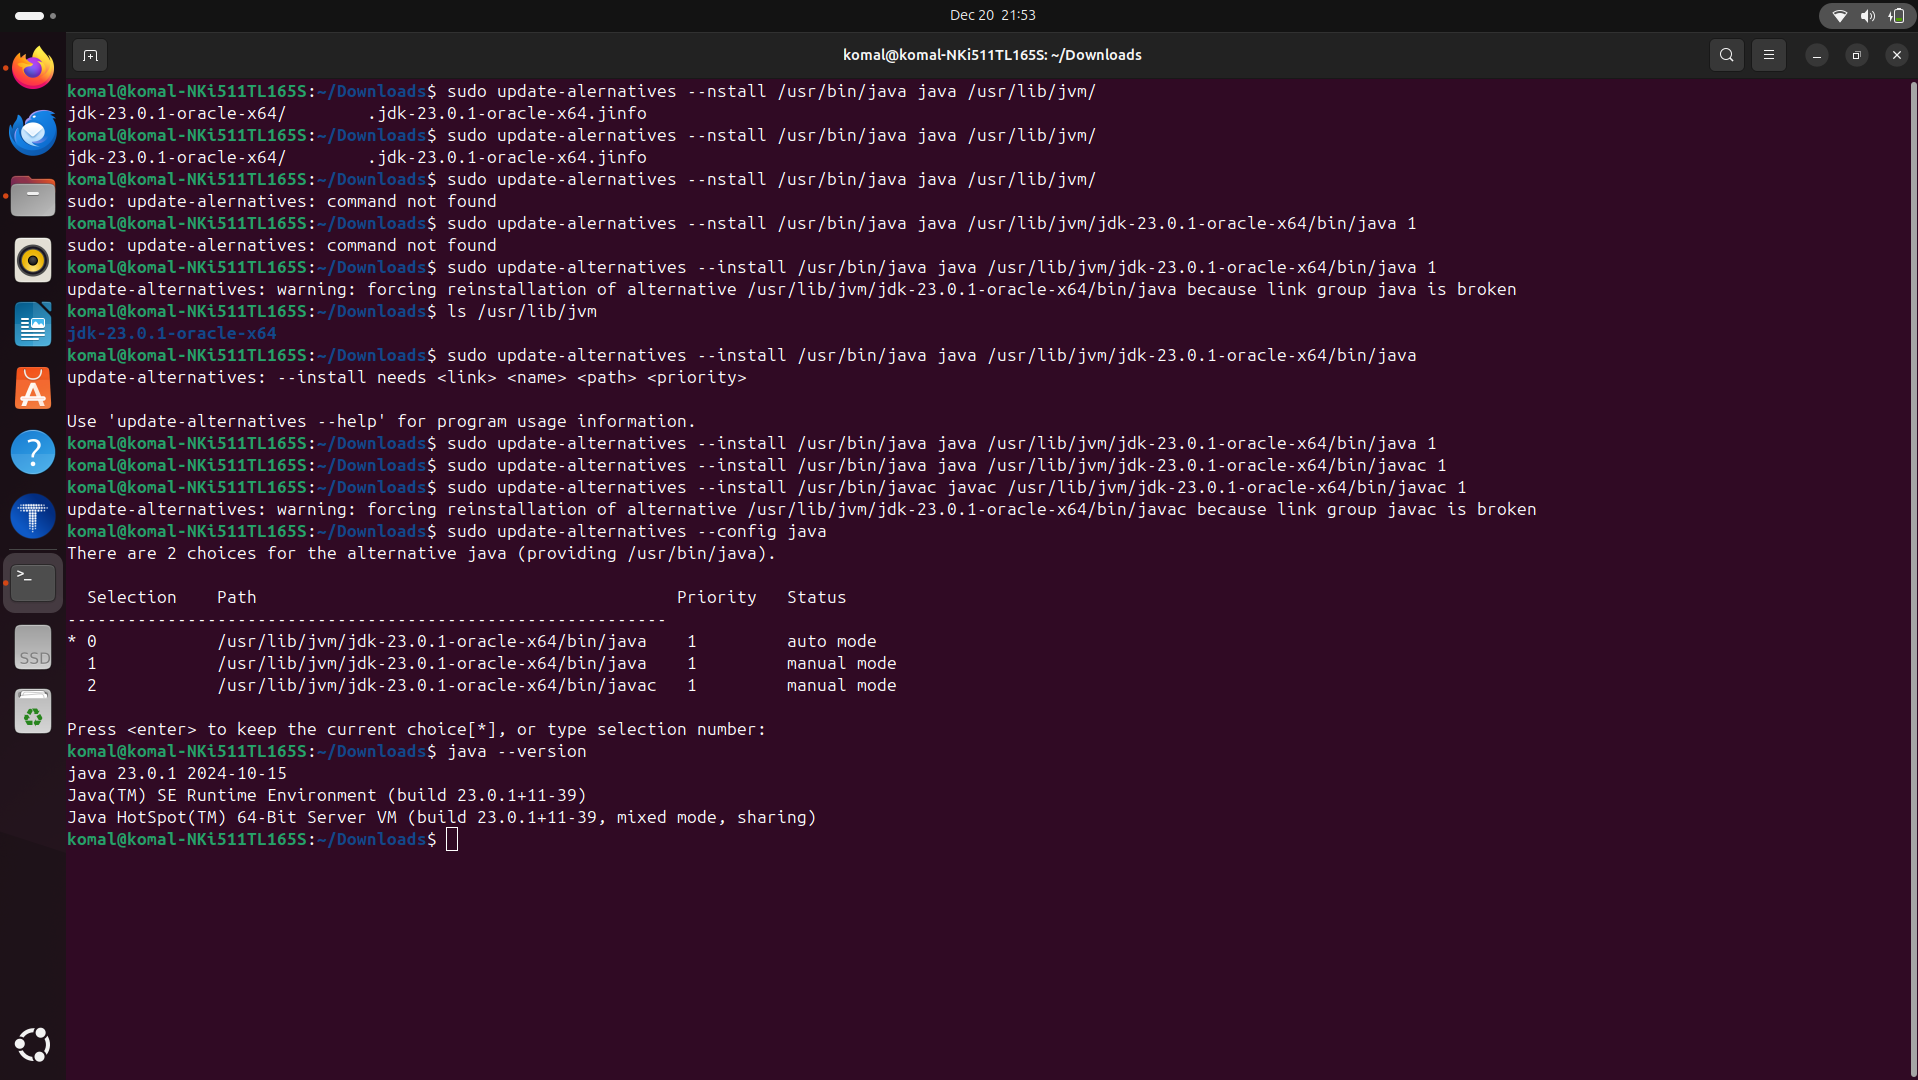 Dec 20 21:53
komal@komal-NKi511TL165S: ~/Downloads
komal@komal-NKi511TL165S:~/Downloads$ sudo update-alernatives --nstall /usr/bin/java java /usr/lib/jvm/
jdk-23.0.1-oracle-x64/        .jdk-23.0.1-oracle-x64.jinfo
komal@komal-NKi511TL165S:~/Downloads$ sudo update-alernatives --nstall /usr/bin/java java /usr/lib/jvm/
jdk-23.0.1-oracle-x64/        .jdk-23.0.1-oracle-x64.jinfo
komal@komal-NKi511TL165S:~/Downloads$ sudo update-alernatives --nstall /usr/bin/java java /usr/lib/jvm/
sudo: update-alernatives: command not found
komal@komal-NKi511TL165S:~/Downloads$ sudo update-alernatives --nstall /usr/bin/java java /usr/lib/jvm/jdk-23.0.1-oracle-x64/bin/java 1
sudo: update-alernatives: command not found
komal@komal-NKi511TL165S:~/Downloads$ sudo update-alternatives --install /usr/bin/java java /usr/lib/jvm/jdk-23.0.1-oracle-x64/bin/java 1
update-alternatives: warning: forcing reinstallation of alternative /usr/lib/jvm/jdk-23.0.1-oracle-x64/bin/java because link group java is broken
komal@komal-NKi511TL165S:~/Downloads$ ls /usr/lib/jvm
jdk-23.0.1-oracle-x64
komal@komal-NKi511TL165S:~/Downloads$ sudo update-alternatives --install /usr/bin/java java /usr/lib/jvm/jdk-23.0.1-oracle-x64/bin/java
update-alternatives: --install needs <link> <name> <path> <priority>

Use 'update-alternatives --help' for program usage information.
komal@komal-NKi511TL165S:~/Downloads$ sudo update-alternatives --install /usr/bin/java java /usr/lib/jvm/jdk-23.0.1-oracle-x64/bin/java 1
komal@komal-NKi511TL165S:~/Downloads$ sudo update-alternatives --install /usr/bin/java java /usr/lib/jvm/jdk-23.0.1-oracle-x64/bin/javac 1
komal@komal-NKi511TL165S:~/Downloads$ sudo update-alternatives --install /usr/bin/javac javac /usr/lib/jvm/jdk-23.0.1-oracle-x64/bin/javac 1
update-alternatives: warning: forcing reinstallation of alternative /usr/lib/jvm/jdk-23.0.1-oracle-x64/bin/javac because link group javac is broken
komal@komal-NKi511TL165S:~/Downloads$ sudo update-alternatives --config java
There are 2 choices for the alternative java (providing /usr/bin/java).

  Selection    Path                                          Priority   Status
------------------------------------------------------------
* 0            /usr/lib/jvm/jdk-23.0.1-oracle-x64/bin/java    1         auto mode
  1            /usr/lib/jvm/jdk-23.0.1-oracle-x64/bin/java    1         manual mode
  2            /usr/lib/jvm/jdk-23.0.1-oracle-x64/bin/javac   1         manual mode

Press <enter> to keep the current choice[*], or type selection number:
komal@komal-NKi511TL165S:~/Downloads$ java --version
java 23.0.1 2024-10-15
Java(TM) SE Runtime Environment (build 23.0.1+11-39)
Java HotSpot(TM) 64-Bit Server VM (build 23.0.1+11-39, mixed mode, sharing)
komal@komal-NKi511TL165S:~/Downloads$
SSD